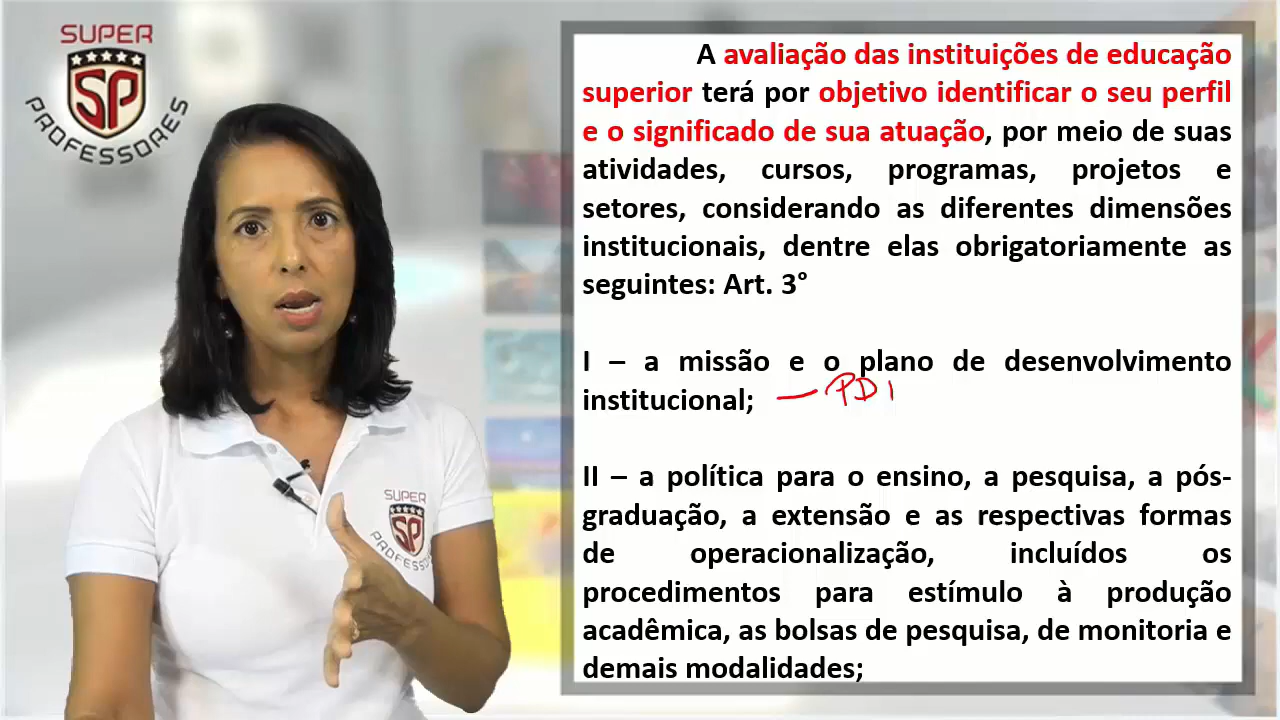 SUPER
SP
PROFESSORES
A avaliação das instituições de educação
superior terá por objetivo identificar o seu perfil
e o significado de sua atuação, por meio de suas
atividades, cursos, programas, projetos e
setores, considerando as diferentes dimensões
institucionais, dentre elas obrigatoriamente as
seguintes: Art. 3°
I – a missão e o plano de desenvolvimento
institucional; — PDI
II – a política para o ensino, a pesquisa, a pós-
graduação, a extensão e as respectivas formas
de operacionalização, incluídos os
procedimentos para estímulo à produção
acadêmica, as bolsas de pesquisa, de monitoria e
demais modalidades;
SUPER
SP
PROFESSORES